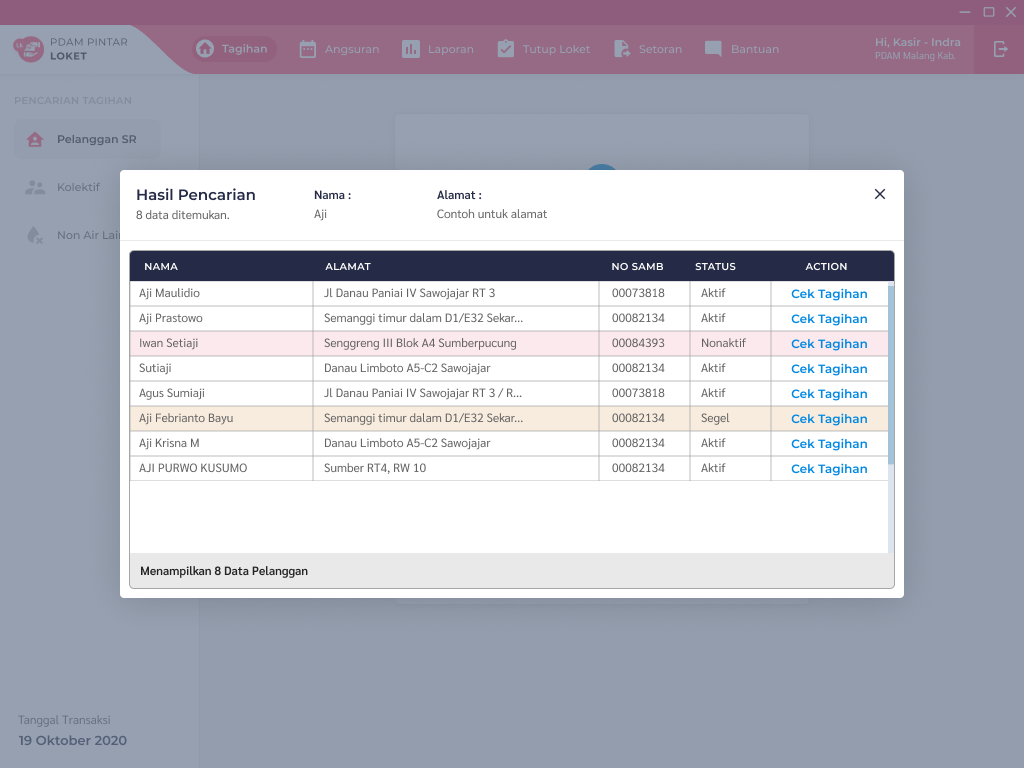 PDAM PINTAR
LOKET
Tagihan
Angsuran
Laporan
Tutup Loket
Setoran
Bantuan
Hi, Kasir - Indra
PDAM Malang Kab.
PENCARIAN TAGIHAN
Pelanggan SR
Kolektif
Non Air Lain
Hasil Pencarian
8 data ditemukan.
Nama :
Aji
Alamat :
Contoh untuk alamat
NAMA ALAMAT NO SAMB STATUS ACTION
Aji Maulidio Jl Danau Paniai IV Sawojajar RT 3 00073818 Aktif Cek Tagihan
Aji Prastowo Semanggi timur dalam D1/E32 Sekar... 00082134 Aktif Cek Tagihan
Iwan Setiaji Senggreng III Blok A4 Sumberpucung 00084393 Nonaktif Cek Tagihan
Sutiaji Danau Limboto A5-C2 Sawojajar 00082134 Aktif Cek Tagihan
Agus Sumiaji Jl Danau Paniai IV Sawojajar RT 3 / R... 00073818 Aktif Cek Tagihan
Aji Febrianto Bayu Semanggi timur dalam D1/E32 Sekar... 00082134 Segel Cek Tagihan
Aji Krisna M Danau Limboto A5-C2 Sawojajar 00082134 Aktif Cek Tagihan
AJI PURWO KUSUMO Sumber RT4, RW 10 00082134 Aktif Cek Tagihan
Menampilkan 8 Data Pelanggan
Tanggal Transaksi
19 Oktober 2020